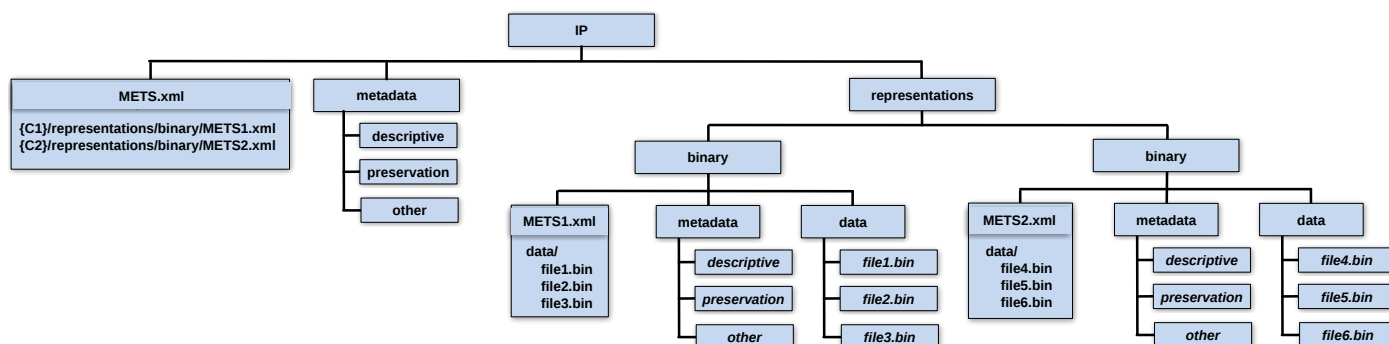 IP
METS.xml
{C1}/representations/binary/METS1.xml
{C2}/representations/binary/METS2.xml
metadata
descriptive
preservation
other
representations
binary
METS1.xml
data/
file1.bin
file2.bin
file3.bin
metadata
descriptive
preservation
other
data
file1.bin
file2.bin
file3.bin
binary
METS2.xml
data/
file4.bin
file5.bin
file6.bin
metadata
descriptive
preservation
other
data
file4.bin
file5.bin
file6.bin